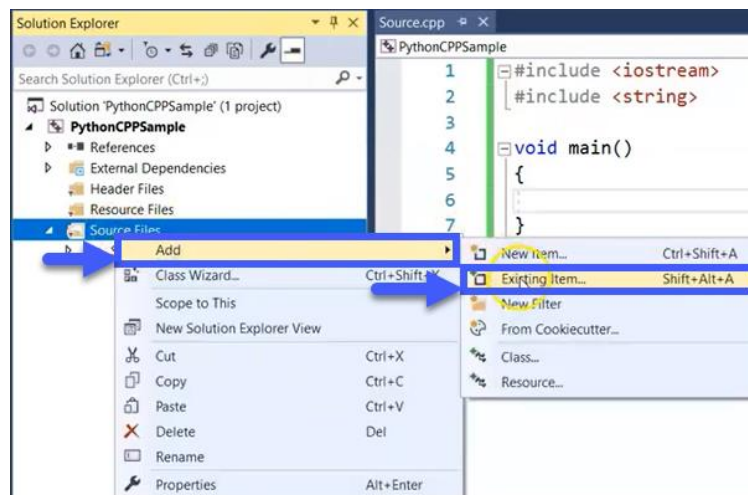 Solution Explorer
Search Solution Explorer (Ctrl+;)
Solution 'PythonCPPSample' (1 project)
PythonCPPSample
References
External Dependencies
Header Files
Resource Files
Source Files
Source.cpp
PythonCPPSample
1 #include <iostream>
2 #include <string>
3
4 void main()
5 {
6
7 }
Add
Class Wizard... Ctrl+Shift+X
Scope to This
New Solution Explorer View
Cut Ctrl+X
Copy Ctrl+C
Paste Ctrl+V
Delete Del
Rename
Properties Alt+Enter
New Item... Ctrl+Shift+A
Existing Item... Shift+Alt+A
New Filter
From Cookiecutter...
Class...
Resource...